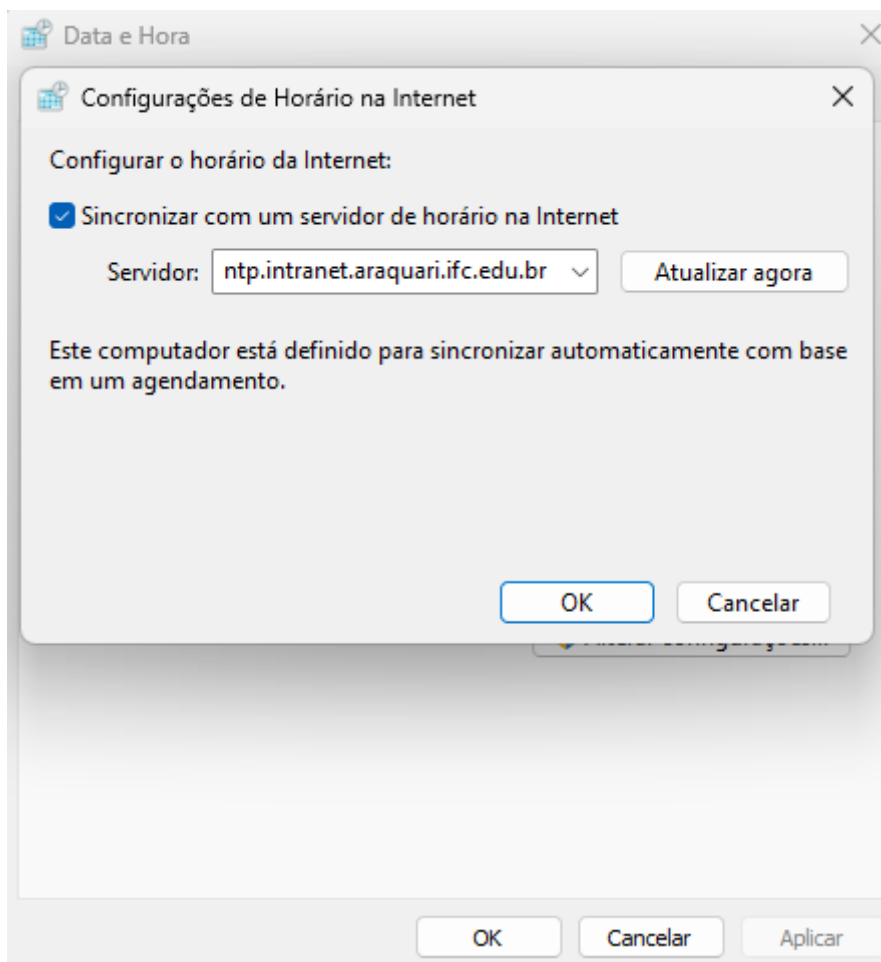 Data e Hora
Configurações de Horário na Internet
Configurar o horário da Internet:
Sincronizar com um servidor de horário na Internet
Servidor: ntp.intranet.araquari.ifc.edu.br Atualizar agora
Este computador está definido para sincronizar automaticamente com base
em um agendamento.
OK Cancelar
OK Cancelar Aplicar